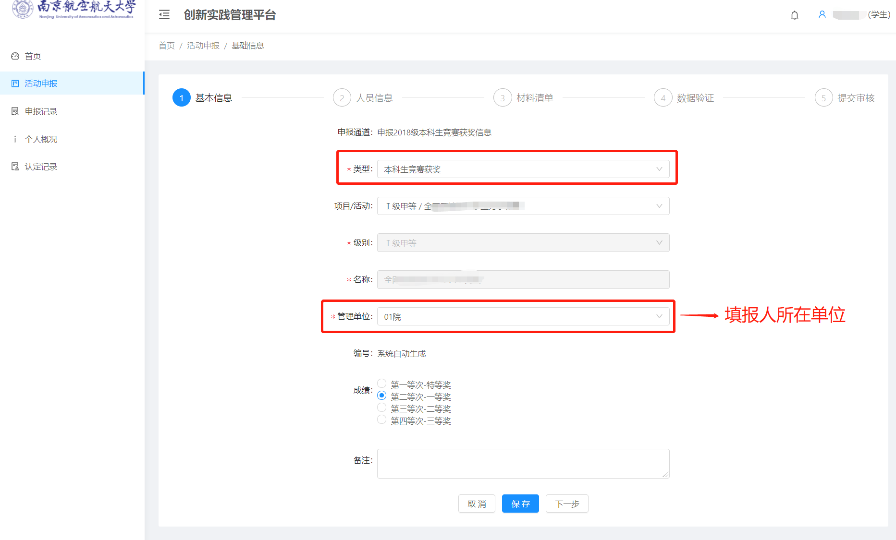 南京航空航天大学
Nanjing University of Aeronautics and Astronautics
创新实践管理平台
(学生)
首页 / 活动申报 / 基础信息
首页
活动申报
申报记录
个人概况
认定记录
1 基本信息
2 人员信息
3 材料清单
4 数据验证
5 提交审核
申报通道: 申报2018级本科生竞赛获奖信息
* 类型: 本科生竞赛获奖
项目/活动: Ⅰ级甲等 / 全
* 级别: Ⅰ级甲等
* 名称: 全
* 管理单位: 01院
填报人所在单位
编号: 系统自动生成
成绩:
第一等次-特等奖
第二等次-一等奖
第三等次-二等奖
第四等次-三等奖
备注:
取 消
保 存
下一步